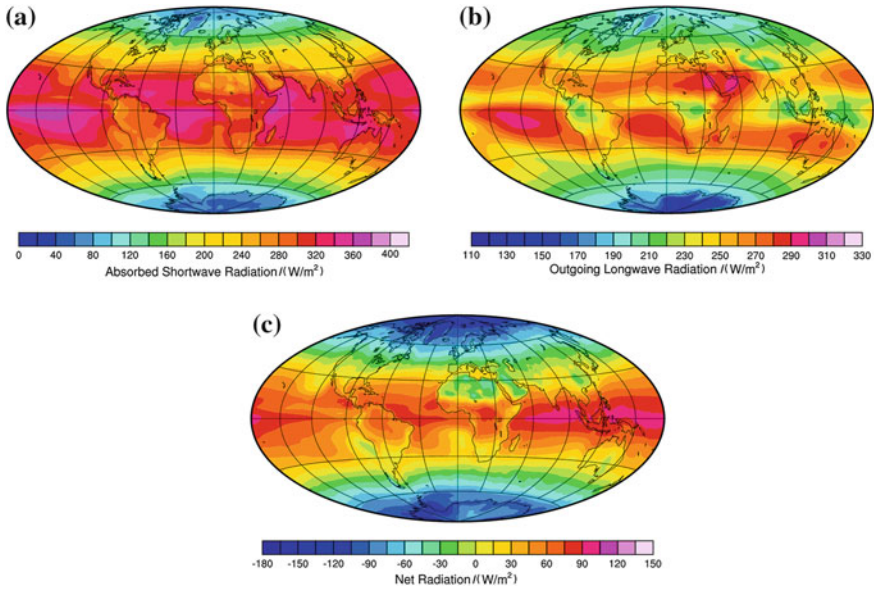 (a)
(b)
0 40 80 120 160 200 240 280 320 360 400
Absorbed Shortwave Radiation /(W/m²)
110 130 150 170 190 210 230 250 270 290 310 330
Outgoing Longwave Radiation /(W/m²)
(c)
-180 -150 -120 -90 -60 -30 0 30 60 90 120 150
Net Radiation /(W/m²)